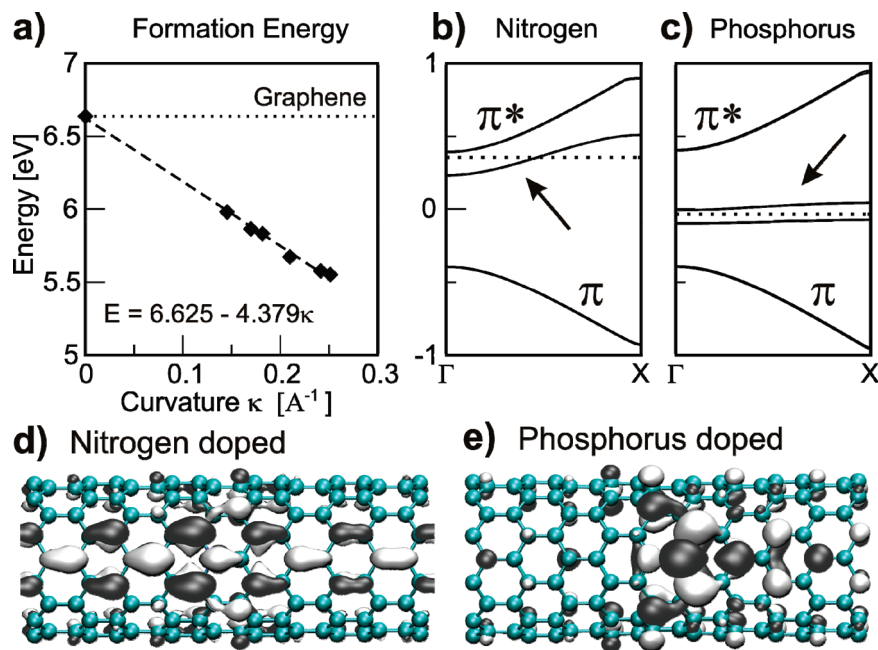 a) Formation Energy
7
6.5
6
5.5
5
Energy [eV]
Graphene
E = 6.625 - 4.379κ
0
0.1
0.2
0.3
Curvature κ [A⁻¹]
b) Nitrogen
1
0
-1
π*
π
Γ
X
c) Phosphorus
π*
π
Γ
X
d) Nitrogen doped
e) Phosphorus doped